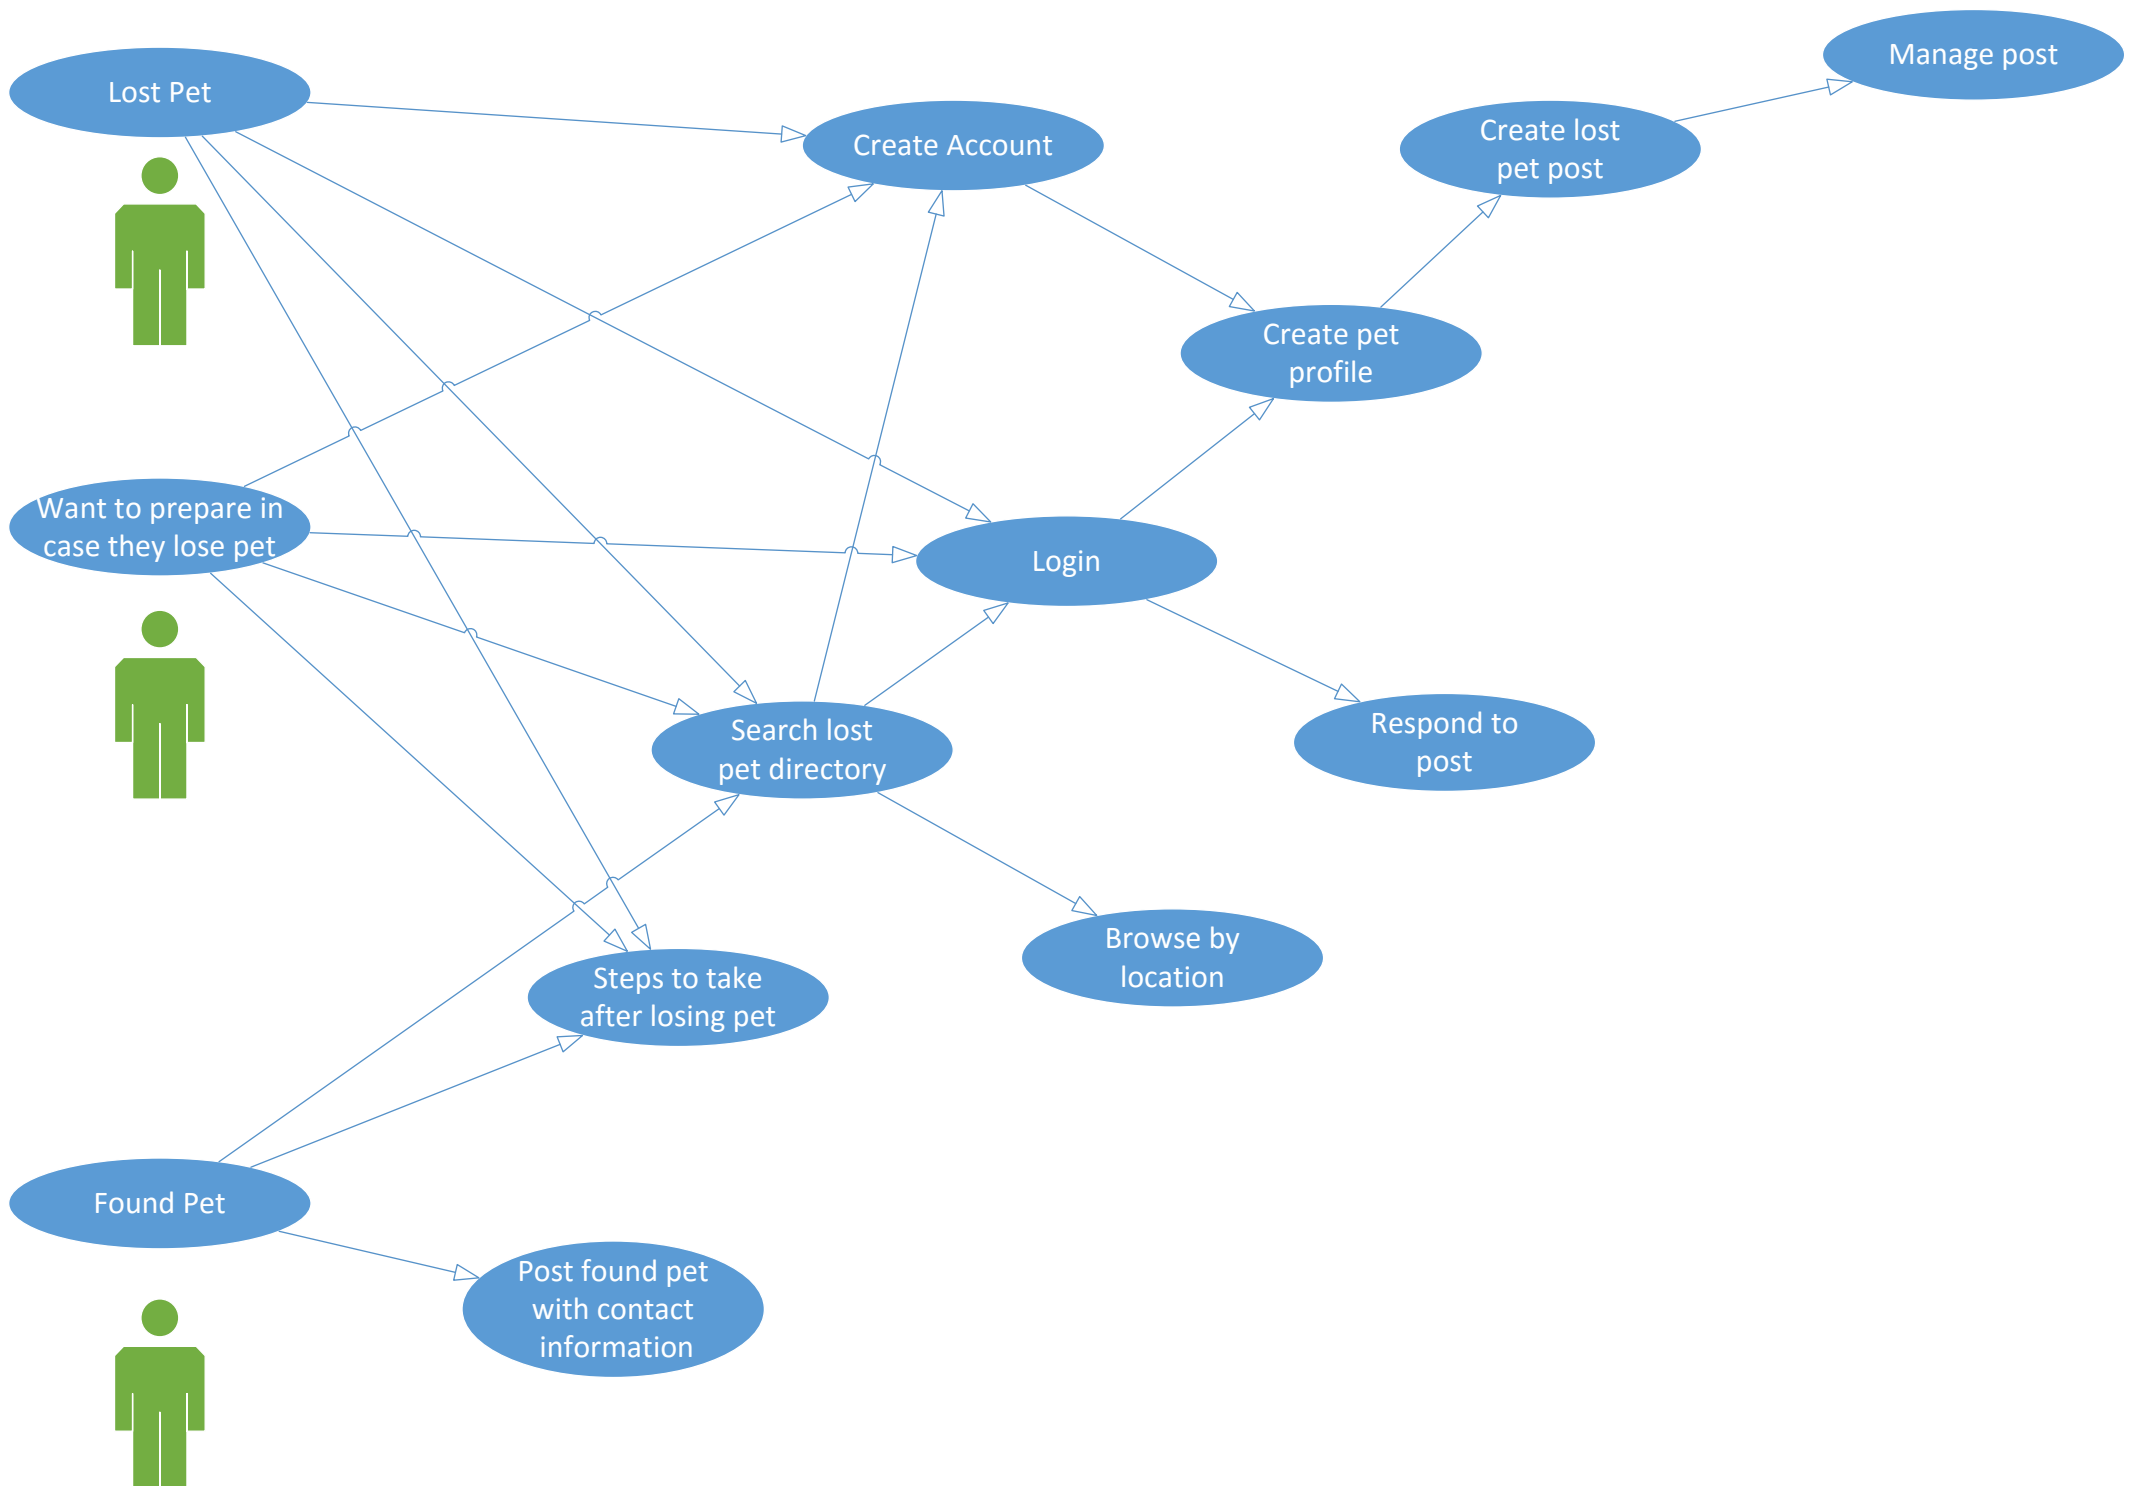 Lost Pet
Create Account
Create lost
pet post
Manage post
Create pet
profile
Want to prepare in
case they lose pet
Login
Search lost
pet directory
Respond to
post
Browse by
location
Steps to take
after losing pet
Found Pet
Post found pet
with contact
information